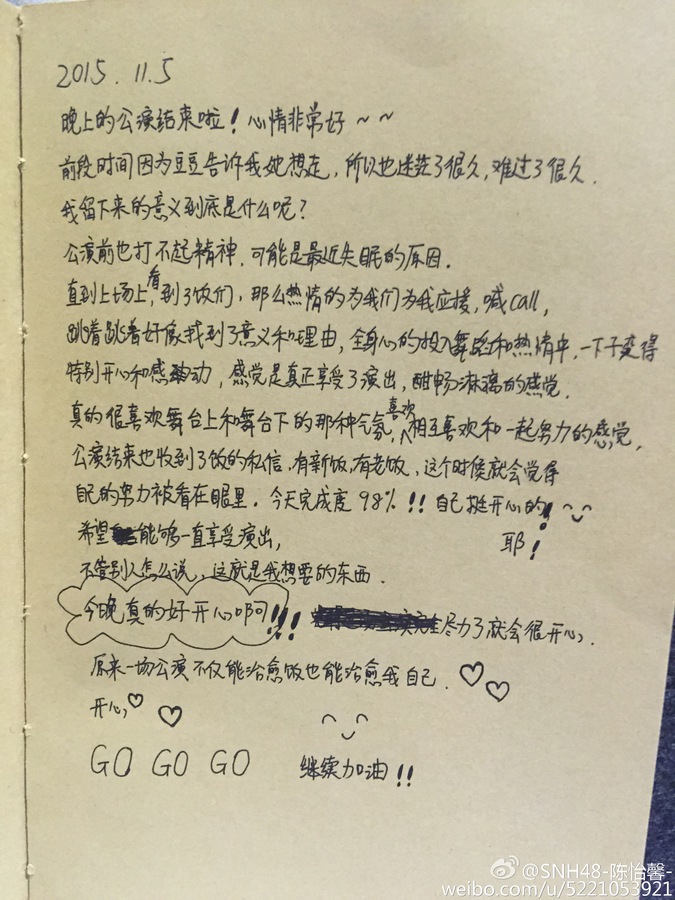 2015.11.5
晚上的公演结束啦！心情非常好~~
前段时间因为豆豆告诉我她想走，所以也迷茫了很久，难过了很久．
我留下来的意义到底是什么呢？
公演前也打不起精神，可能是最近失眠的原因．
直到上场上，看到了饭们，那么热情的为我们为我应援，喊call，
跳着跳着好像找到了意义和理由，全身心的投入舞蹈和热情中，一下子变得
特别开心和感动，感觉是真正享受了演出，酣畅淋漓的感觉．
真的很喜欢舞台上和舞台下的那种气氛，喜欢相互喜欢和一起努力的感觉，
公演结束也收到了饭的私信，有新饭，有老饭，这个时候就会觉得
自己的努力被看在眼里．今天完成度98%！！自己挺开心的！
希望能够一直享受演出， 耶！
不管别人怎么说，这就是我想要的东西．
今晚真的好开心啊！！！ 尽力了就会很开心．
原来一场公演不仅能治愈饭也能治愈我自己．♡♡
开心♡♡
GO GO GO 继续加油！！
@SNH48-陈怡馨-
weibo.com/u/5221053921